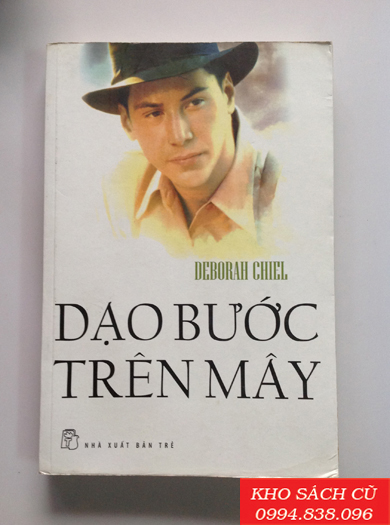 DEBORAH CHIEL
DẠO BƯỚC
TRÊN MÂY
NHÀ XUẤT BẢN TRẺ
KHO SÁCH CŨ
0994.838.096